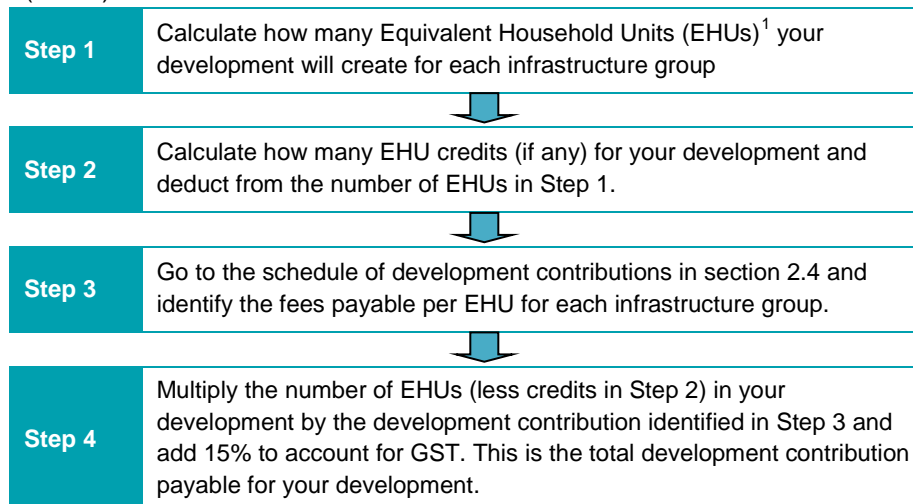 Step 1
Calculate how many Equivalent Household Units (EHUs)1 your
development will create for each infrastructure group
Step 2
Calculate how many EHU credits (if any) for your development and
deduct from the number of EHUs in Step 1.
Step 3
Go to the schedule of development contributions in section 2.4 and
identify the fees payable per EHU for each infrastructure group.
Step 4
Multiply the number of EHUs (less credits in Step 2) in your
development by the development contribution identified in Step 3 and
add 15% to account for GST. This is the total development contribution
payable for your development.